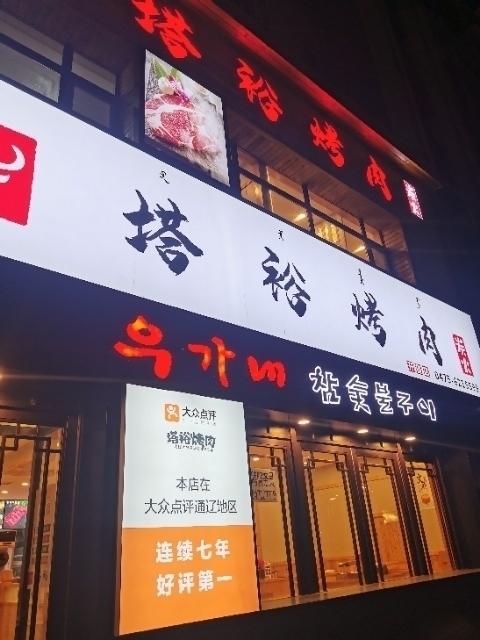 塔裕烤肉
塔裕烤肉
우가네 참숯불구이
大众点评
塔裕烤肉
本店在
大众点评通辽地区
连续七年
好评第一